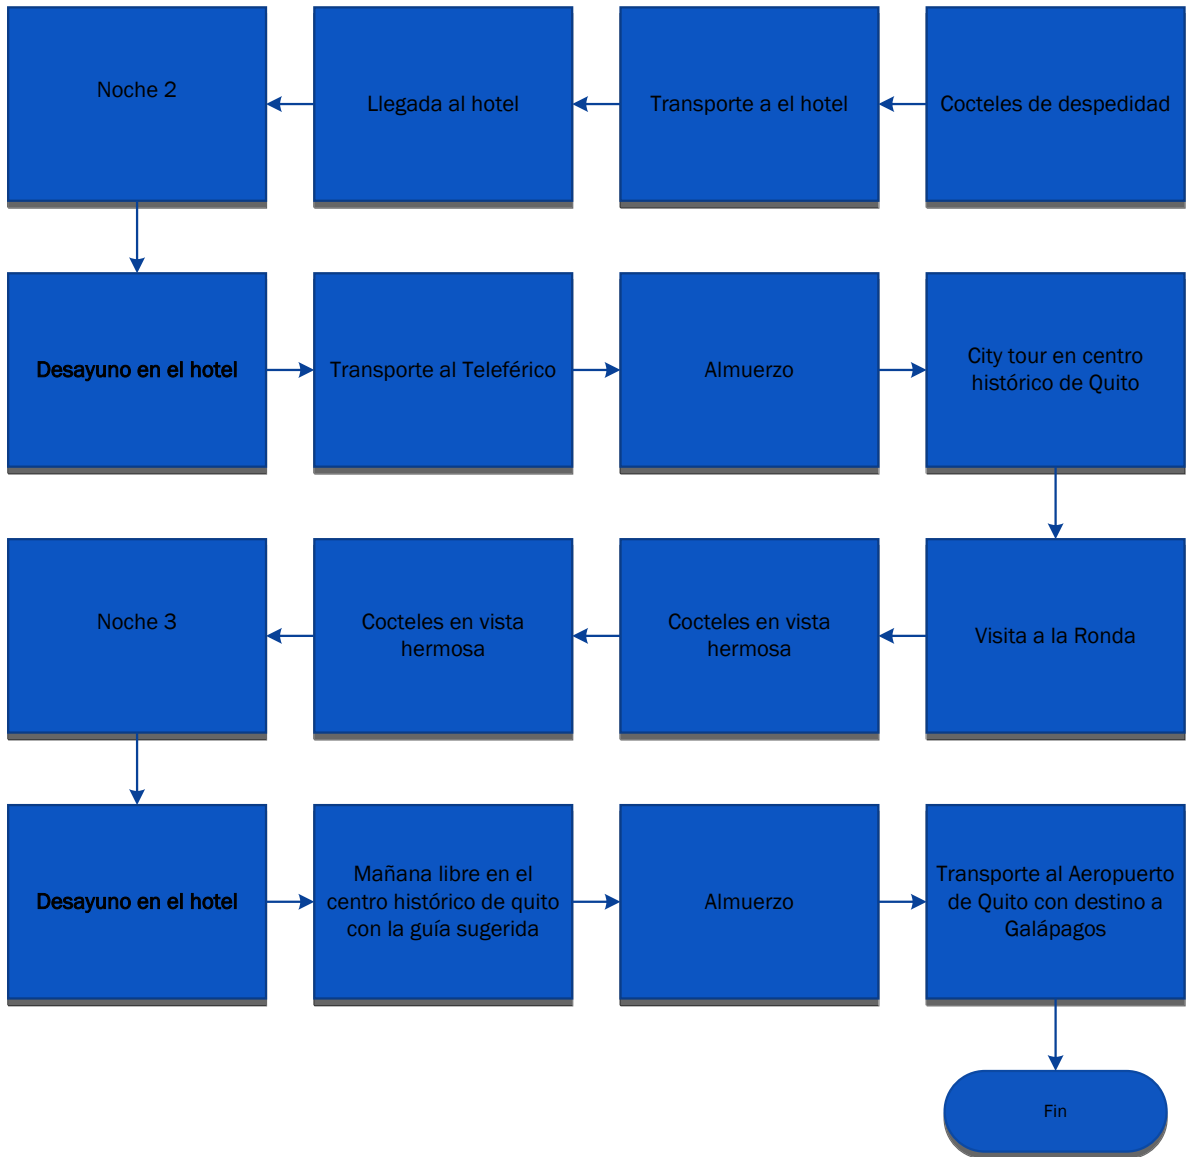 Noche 2
Llegada al hotel
Transporte a el hotel
Cocteles de despedidad
Desayuno en el hotel
Transporte al Teleférico
Almuerzo
City tour en centro
histórico de Quito
Noche 3
Cocteles en vista
hermosa
Cocteles en vista
hermosa
Visita a la Ronda
Desayuno en el hotel
Mañana libre en el
centro histórico de quito
con la guía sugerida
Almuerzo
Transporte al Aeropuerto
de Quito con destino a
Galápagos
Fin